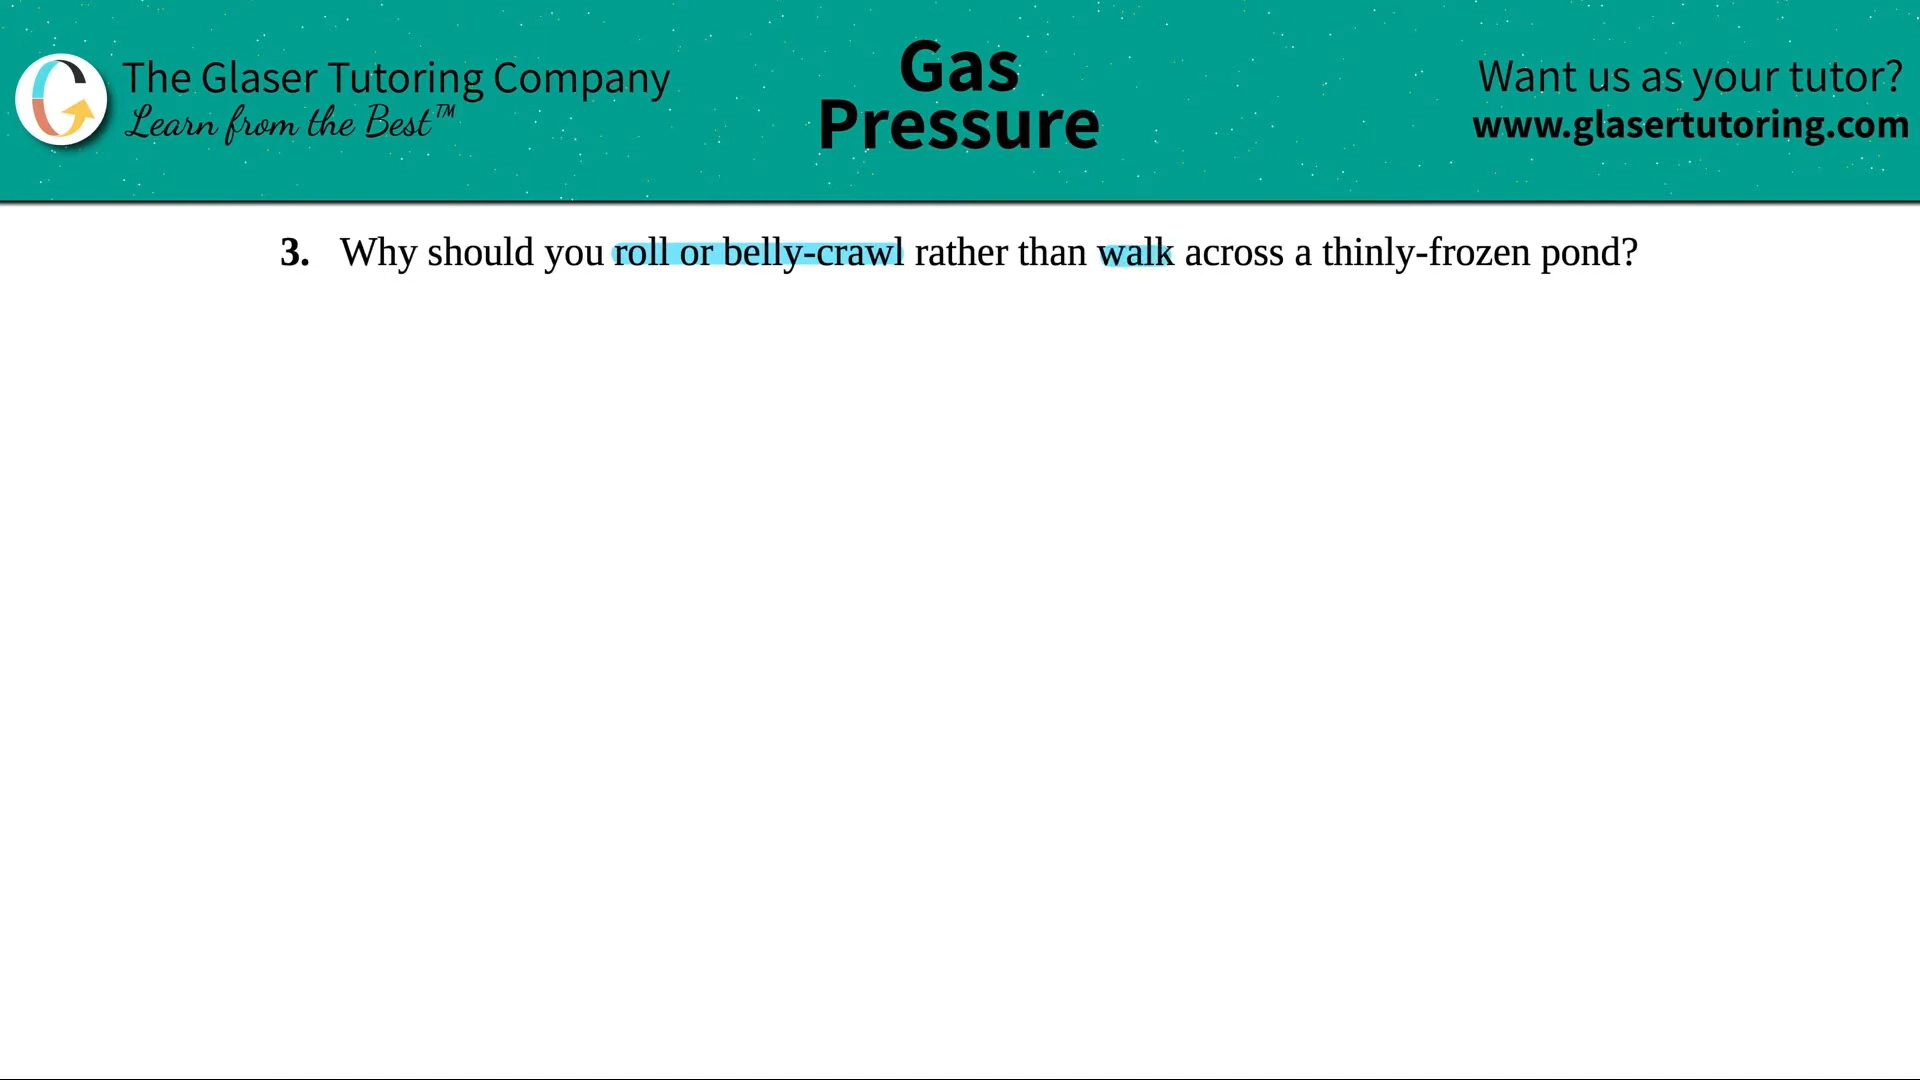 The Glaser Tutoring Company
Learn from the Best™
Gas
Pressure
Want us as your tutor?
www.glasertutoring.com
3. Why should you roll or belly-crawl rather than walk across a thinly-frozen pond?